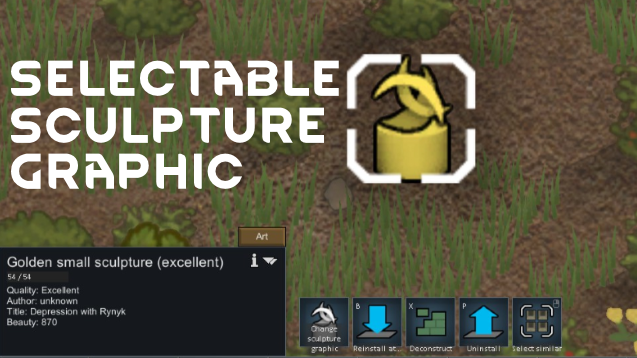 SELECTABLE
SCULPTURE
GRAPHIC
Art
Golden small sculpture (excellent)
54 / 54
Quality: Excellent
Author: unknown
Title: Depression with Rynyk
Beauty: 870
Change
sculpture
graphic
B
Reinstall at...
X
Deconstruct
P
Uninstall
Select similar